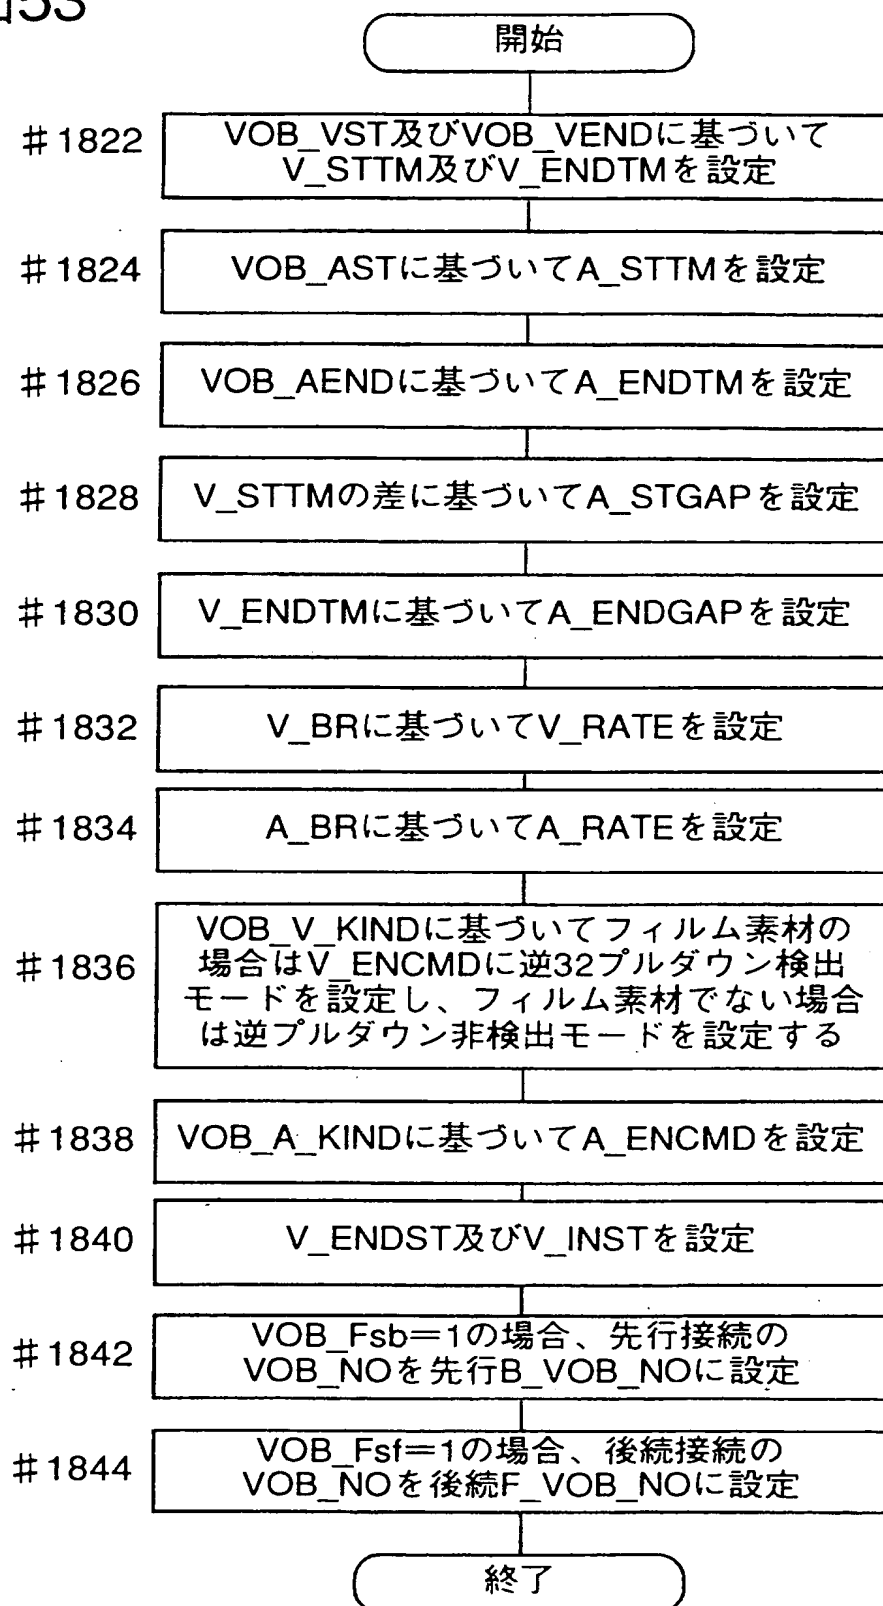 図53
開始
#1822
VOB_VST及びVOB_VENDに基づいて
V_STTM及びV_ENDTMを設定
#1824
VOB_ASTに基づいてA_STTMを設定
#1826
VOB_AENDに基づいてA_ENDTMを設定
#1828
V_STTMの差に基づいてA_STGAPを設定
#1830
V_ENDTMに基づいてA_ENDGAPを設定
#1832
V_BRに基づいてV_RATEを設定
#1834
A_BRに基づいてA_RATEを設定
#1836
VOB_V_KINDに基づいてフィルム素材の
場合はV_ENCMDに逆32プルダウン検出
モードを設定し、フィルム素材でない場合
は逆プルダウン非検出モードを設定する
#1838
VOB_A_KINDに基づいてA_ENCMDを設定
#1840
V_ENDST及びV_INSTを設定
#1842
VOB_Fsb=1の場合、先行接続の
VOB_NOを先行B_VOB_NOに設定
#1844
VOB_Fsf=1の場合、後続接続の
VOB_NOを後続F_VOB_NOに設定
終了